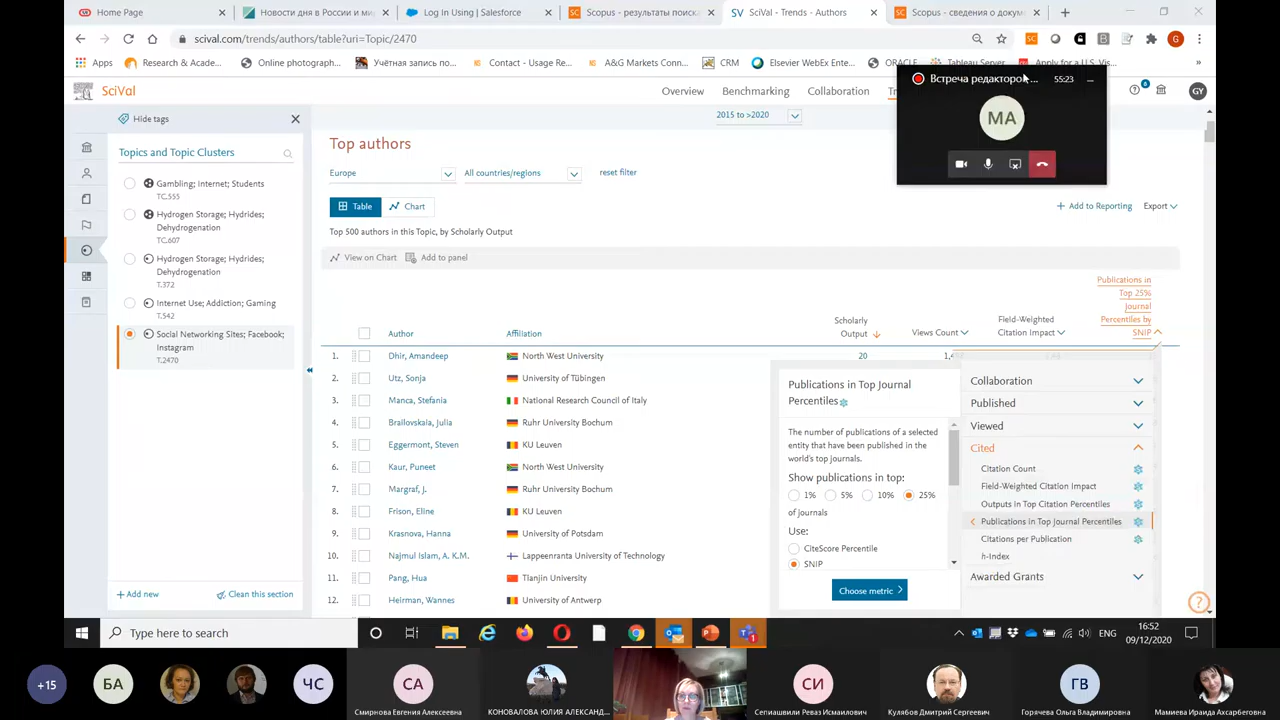 Home Page
Новости дня в России и ми
Log In Using | Salesforce
Scopus - результаты поиска
SciVal - Trends - Authors
Scopus - сведения о докум
scival.com/trends/authors/table?uri=Topic/2470
Apps
Research & Acade...
Online photography...
Учётная запись по...
Contact - Usage Re...
A&G Markets Conn...
CRM
Elsevier WebEx Ente...
ORACLE
Tableau Server
Apply for a U.S. Vis...
Встреча редакторо...
55:23
MA
SciVal
Overview
Benchmarking
Collaboration
GY
Hide tags
2015 to >2020
Topics and Topic Clusters
Gambling; Internet; Students
TC.555
Hydrogen Storage; Hydrides;
Dehydrogenation
TC.607
Hydrogen Storage; Hydrides;
Dehydrogenation
T.372
Internet Use; Addiction; Gaming
T.542
Social Networking Sites; Facebook;
Instagram
T.2470
Add new
Clean this section
Top authors
Europe
All countries/regions
reset filter
Table
Chart
Add to Reporting
Export
Top 500 authors in this Topic, by Scholarly Output
View on Chart
Add to panel
Author
Affiliation
Scholarly
Output
Views Count
Field-Weighted
Citation Impact
Publications in
Top 25%
Journal
Percentiles by
SNIP
1. Dhir, Amandeep North West University 20
2. Utz, Sonja University of Tübingen
3. Manca, Stefania National Research Council of Italy
4. Brailovskaia, Julia Ruhr University Bochum
5. Eggermont, Steven KU Leuven
6. Kaur, Puneet North West University
7. Margraf, J. Ruhr University Bochum
8. Frison, Eline KU Leuven
9. Krasnova, Hanna University of Potsdam
10. Najmul Islam, A. K.M. Lappeenranta University of Technology
11. Pang, Hua Tianjin University
12. Heirman, Wannes University of Antwerp
Publications in Top Journal
Percentiles
The number of publications of a selected
entity that have been published in the
world's top journals.
Show publications in top:
1% 5% 10% 25%
of journals
Use:
CiteScore Percentile
SNIP
Choose metric
Collaboration
Published
Viewed
Cited
Citation Count
Field-Weighted Citation Impact
Outputs in Top Citation Percentiles
Publications in Top Journal Percentiles
Citations per Publication
h-Index
Awarded Grants
Type here to search
ENG
16:52
09/12/2020
+15
БА
ЧС
СА
Смирнова Евгения Алексеевна
КОНОВАЛОВА ЮЛИЯ АЛЕКСАНД...
СИ
Сепиашвили Реваз Исмаилович
Кулябов Дмитрий Сергеевич
ГВ
Горячева Ольга Владимировна
Мамиева Ираида Ахсарбеговна